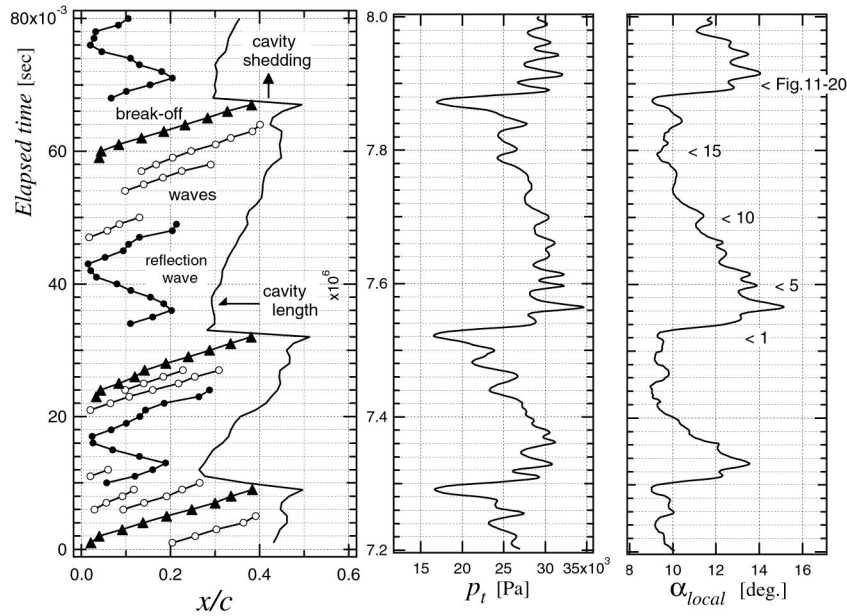 80x10⁻³
60
40
20
0
Elapsed time [sec]
0.0
0.2
0.4
0.6
x/c
cavity
shedding
break-off
waves
reflection
wave
cavity
length
x10⁶
8.0
7.8
7.6
7.4
7.2
15
20
25
30
35x10³
pₜ [Pa]
< Fig.11-20
< 15
< 10
< 5
< 1
8
10
12
14
16
α_local [deg.]